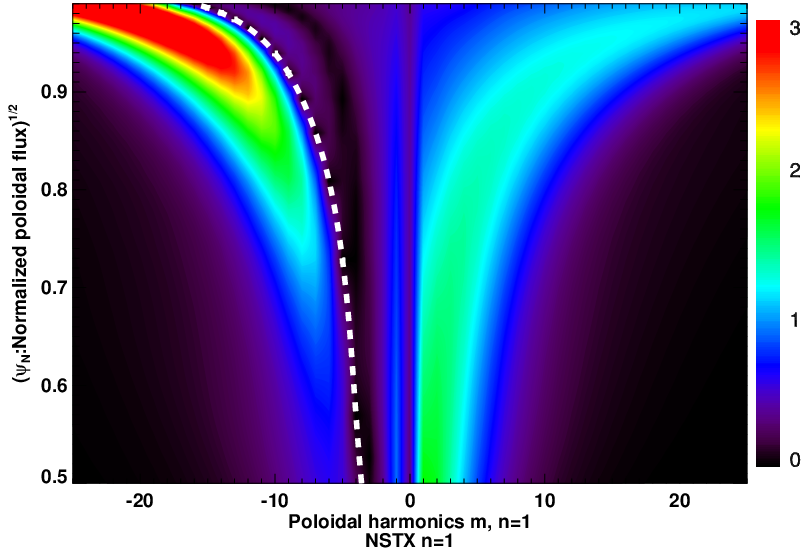 (ψN:Normalized poloidal flux)1/2
0.9
0.8
0.7
0.6
0.5
-20 -10 0 10 20
Poloidal harmonics m, n=1
NSTX n=1
3
2
1
0